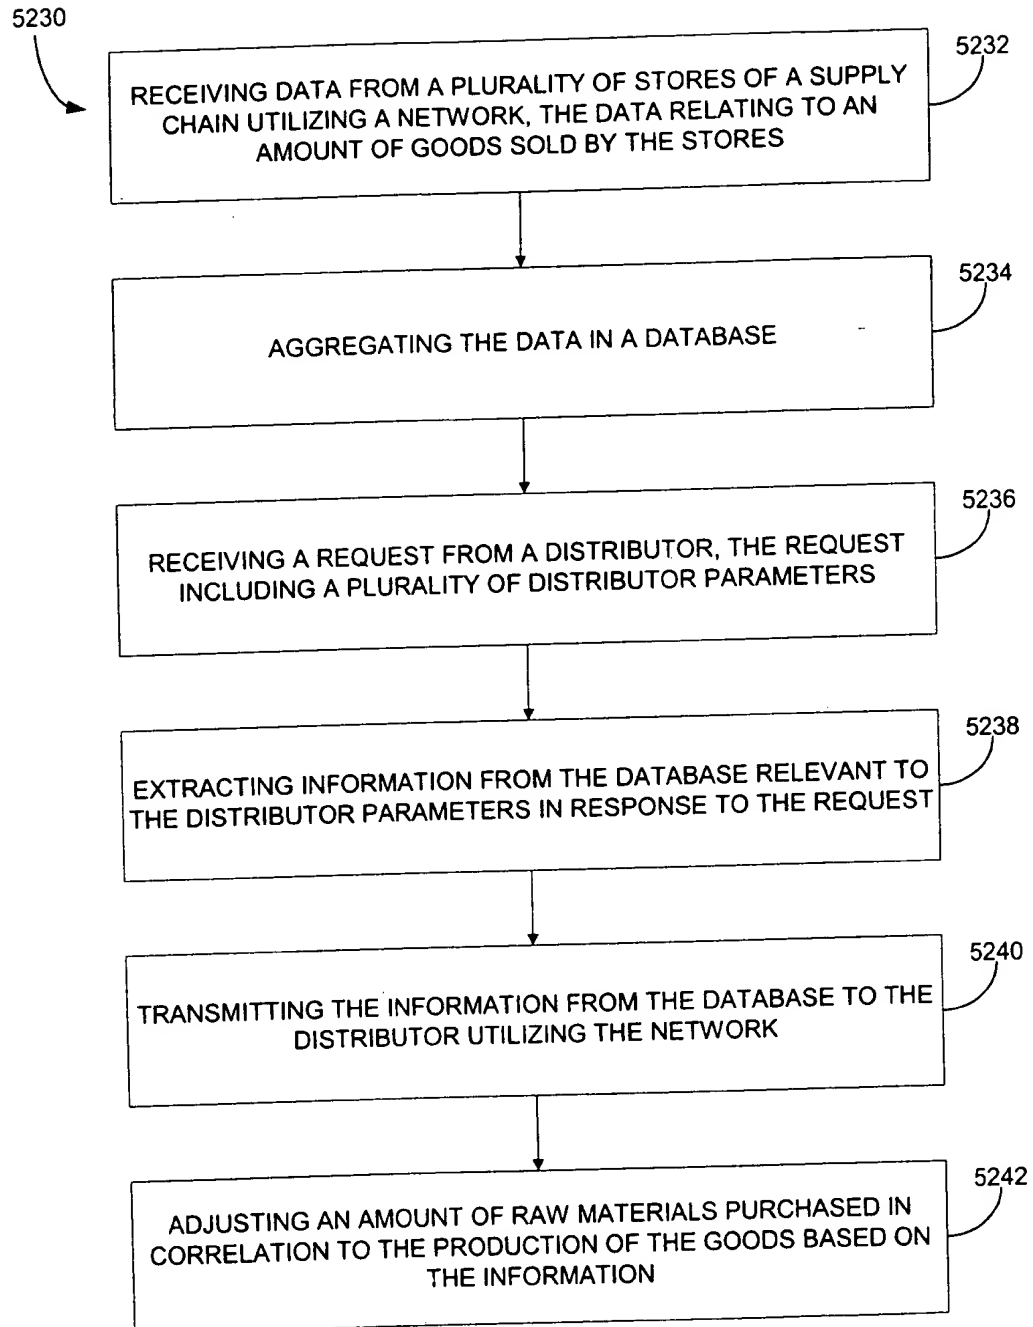 5230
5232
RECEIVING DATA FROM A PLURALITY OF STORES OF A SUPPLY
CHAIN UTILIZING A NETWORK, THE DATA RELATING TO AN
AMOUNT OF GOODS SOLD BY THE STORES
5234
AGGREGATING THE DATA IN A DATABASE
5236
RECEIVING A REQUEST FROM A DISTRIBUTOR, THE REQUEST
INCLUDING A PLURALITY OF DISTRIBUTOR PARAMETERS
5238
EXTRACTING INFORMATION FROM THE DATABASE RELEVANT TO
THE DISTRIBUTOR PARAMETERS IN RESPONSE TO THE REQUEST
5240
TRANSMITTING THE INFORMATION FROM THE DATABASE TO THE
DISTRIBUTOR UTILIZING THE NETWORK
5242
ADJUSTING AN AMOUNT OF RAW MATERIALS PURCHASED IN
CORRELATION TO THE PRODUCTION OF THE GOODS BASED ON
THE INFORMATION